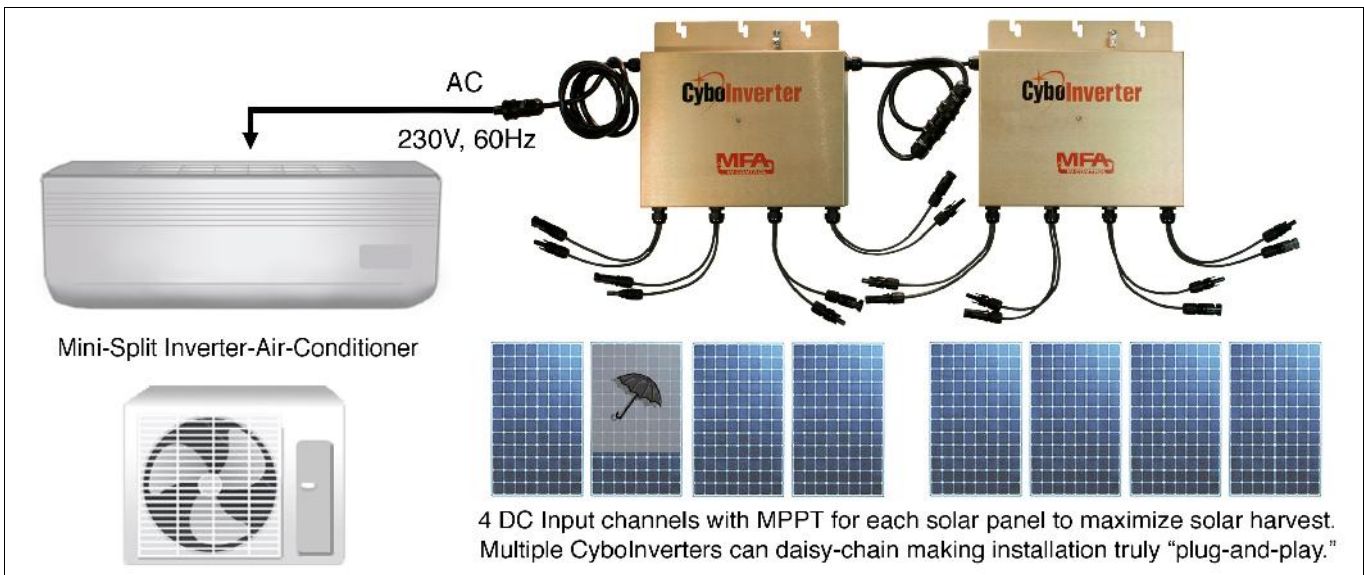 AC
230V, 60Hz
CyboInverter
MFA
CyboInverter
MFA
Mini-Split Inverter-Air-Conditioner
4 DC Input channels with MPPT for each solar panel to maximize solar harvest.
Multiple CyboInverters can daisy-chain making installation truly “plug-and-play.”